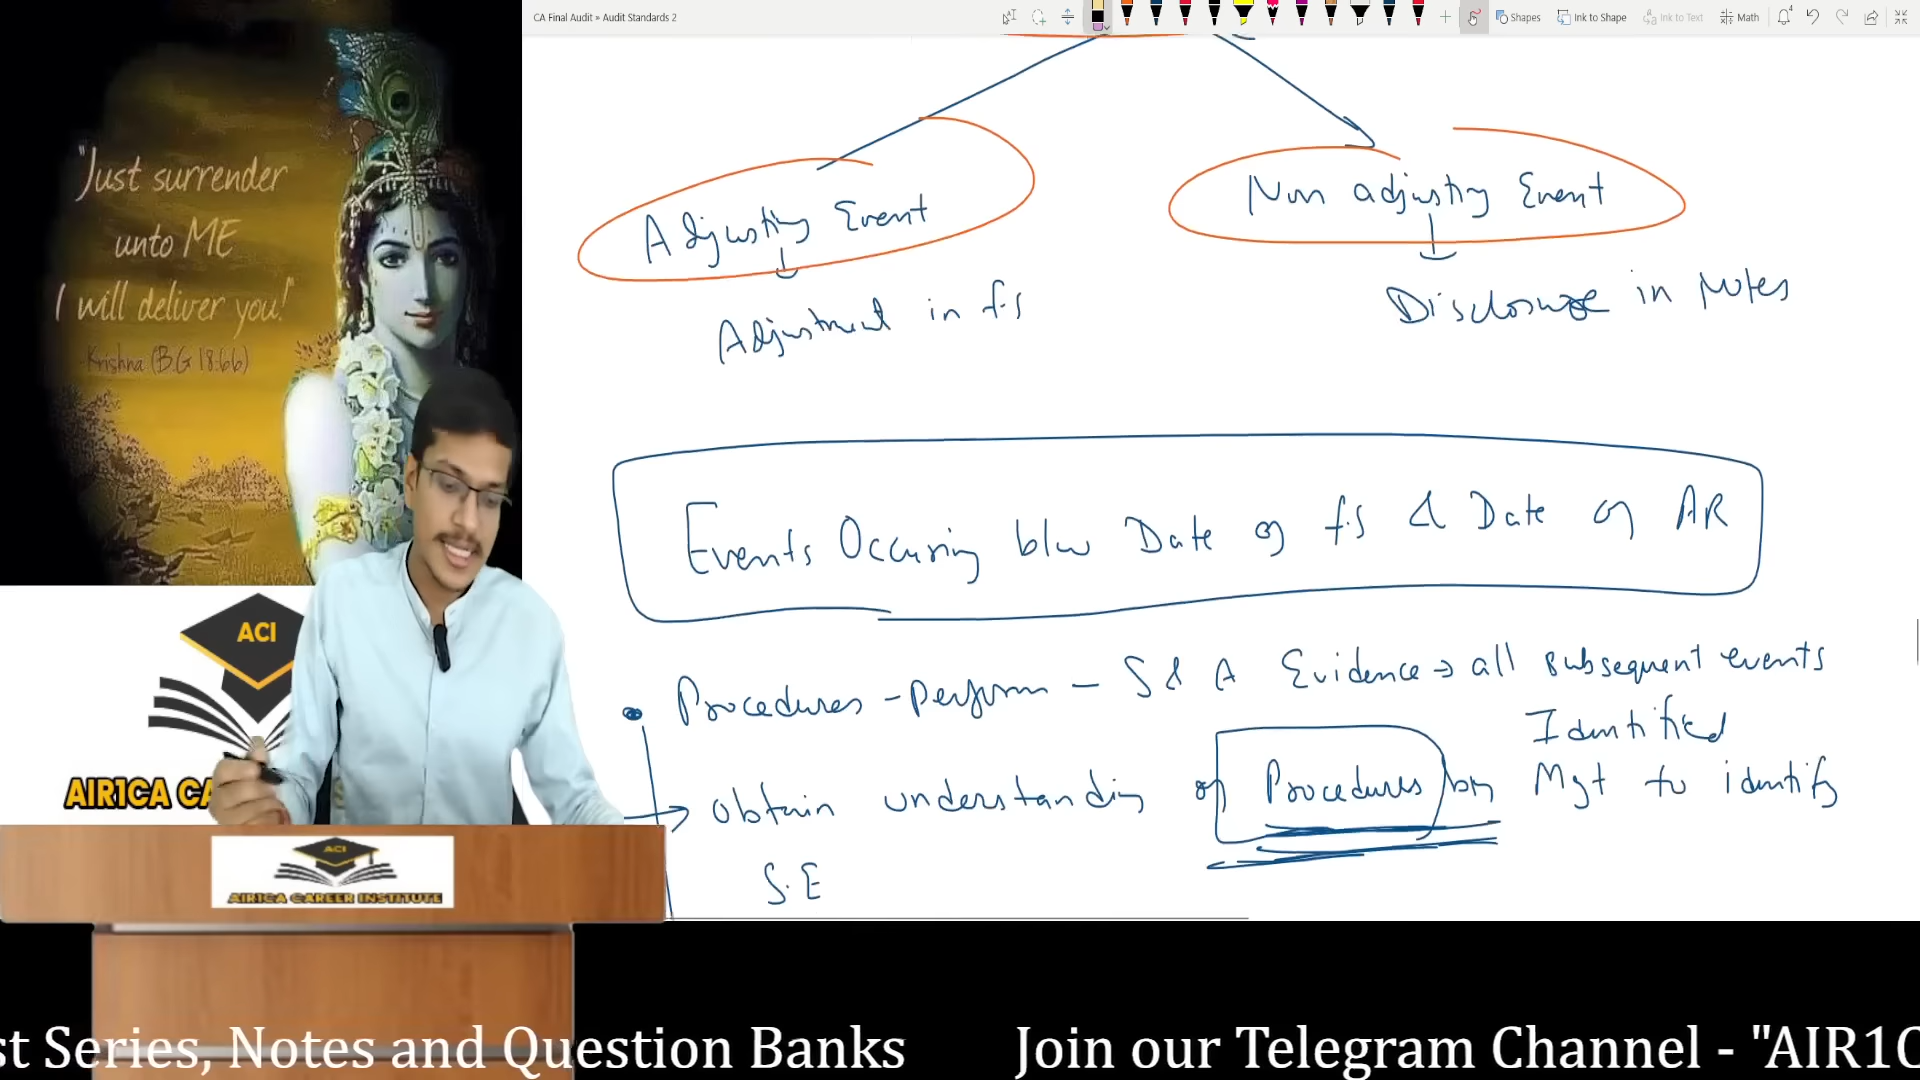 CA Final Audit » Audit Standards 2
Shapes
Ink to Shape
Ink to Text
Math
"Just surrender
unto ME
I will deliver you!"
-Krishna (B.G 18:66)
Adjusting Event
Non adjusting Event
Adjustment in f.s
Disclosure in Notes
Events Occuring b/w Date of f.s & Date of AR
Procedures - Perform - S & A Evidence → all subsequent events
Identified
→ obtain understanding of Procedures by Mgt to identify
S.E
ACI
AIR1CA CA
ACI
AIR1CA CAREER INSTITUTE
st Series, Notes and Question Banks Join our Telegram Channel - "AIR1C